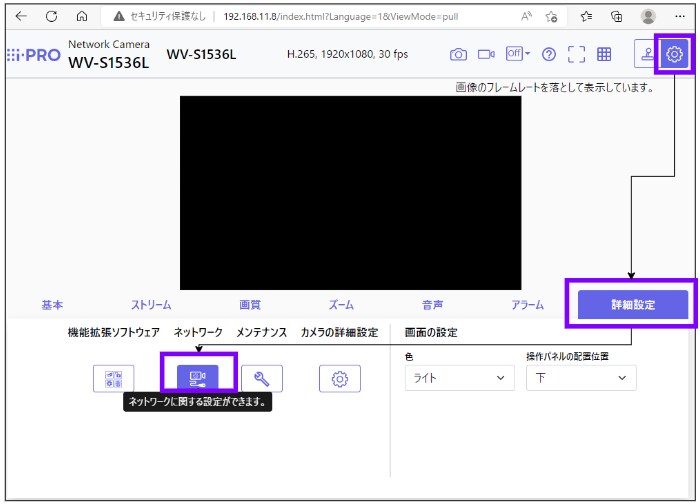 セキュリティ保護なし | 192.168.11.8/index.html?Language=1&ViewMode=pull
i-PRO Network Camera
WV-S1536L
WV-S1536L
H.265, 1920x1080, 30 fps
Off
画像のフレームレートを落として表示しています。
基本 ストリーム 画質 ズーム 音声 アラーム 詳細設定
機能拡張ソフトウェア ネットワーク メンテナンス カメラの詳細設定 画面の設定
色 操作パネルの配置位置
ライト 下
ネットワークに関する設定ができます。